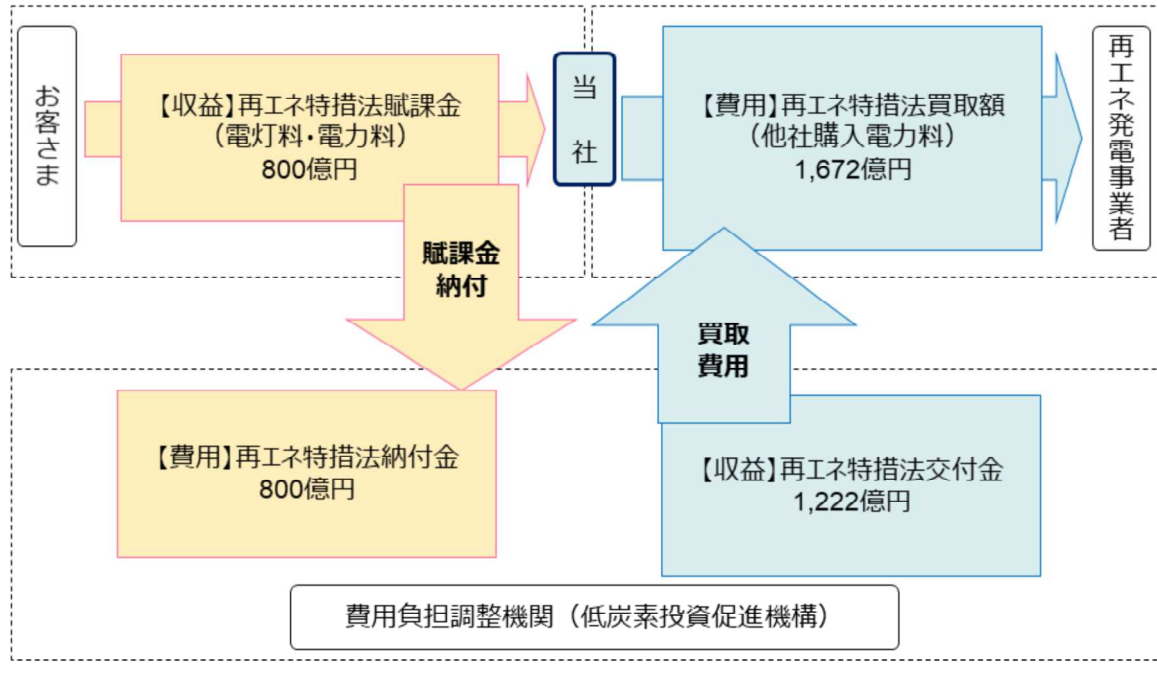 お客さま
【収益】再エネ特措法賦課金
（電灯料・電力料）
800億円
当社
【費用】再エネ特措法買取額
（他社購入電力料）
1,672億円
再エネ発電事業者
賦課金
納付
買取
費用
【費用】再エネ特措法納付金
800億円
【収益】再エネ特措法交付金
1,222億円
費用負担調整機関（低炭素投資促進機構）